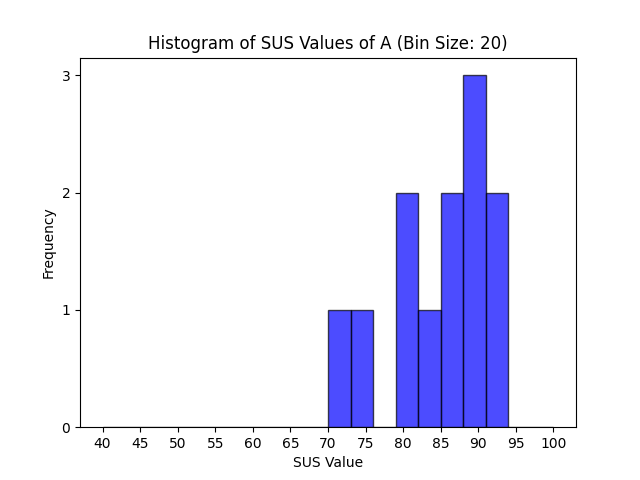 Histogram of SUS Values of A (Bin Size: 20)
3
2
1
0
Frequency
40 45 50 55 60 65 70 75 80 85 90 95 100
SUS Value